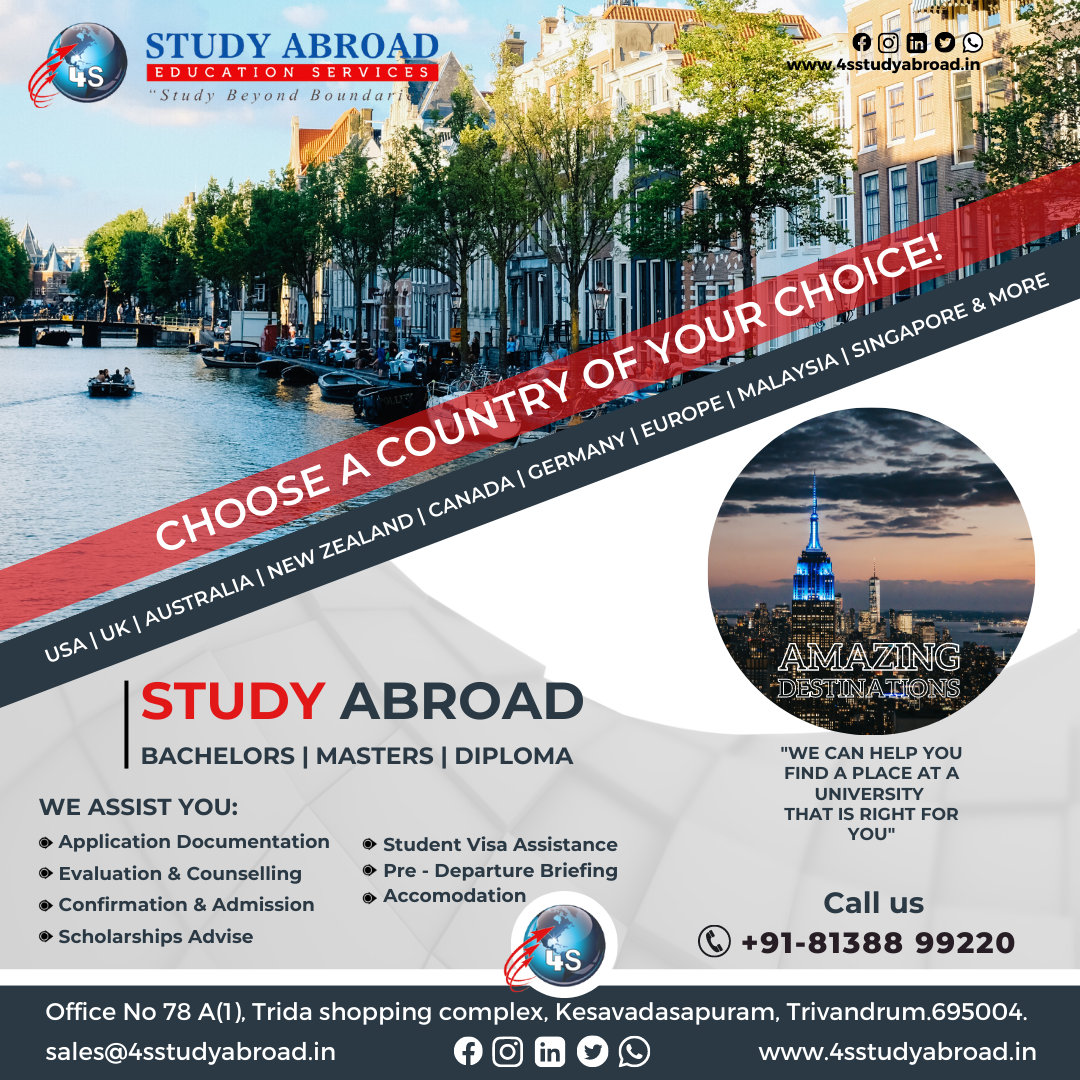 4S
STUDY ABROAD
EDUCATION SERVICES
"Study Beyond
www.4sstudyabroad.in
CHOOSE A COUNTRY OF YOUR CHOICE!
USA | UK | AUSTRALIA | NEW ZEALAND | CANADA | GERMANY | EUROPE | MALAYSIA | SINGAPORE & MORE
AMAZING
DESTINATIONS
STUDY ABROAD
BACHELORS | MASTERS | DIPLOMA
"WE CAN HELP YOU
FIND A PLACE AT A
UNIVERSITY
THAT IS RIGHT FOR
YOU"
WE ASSIST YOU:
Application Documentation
Evaluation & Counselling
Confirmation & Admission
Scholarships Advise
Student Visa Assistance
Pre - Departure Briefing
Accomodation
Call us
+91-81388 99220
4S
Office No 78 A(1), Trida shopping complex, Kesavadasapuram, Trivandrum.695004.
sales@4sstudyabroad.in
www.4sstudyabroad.in